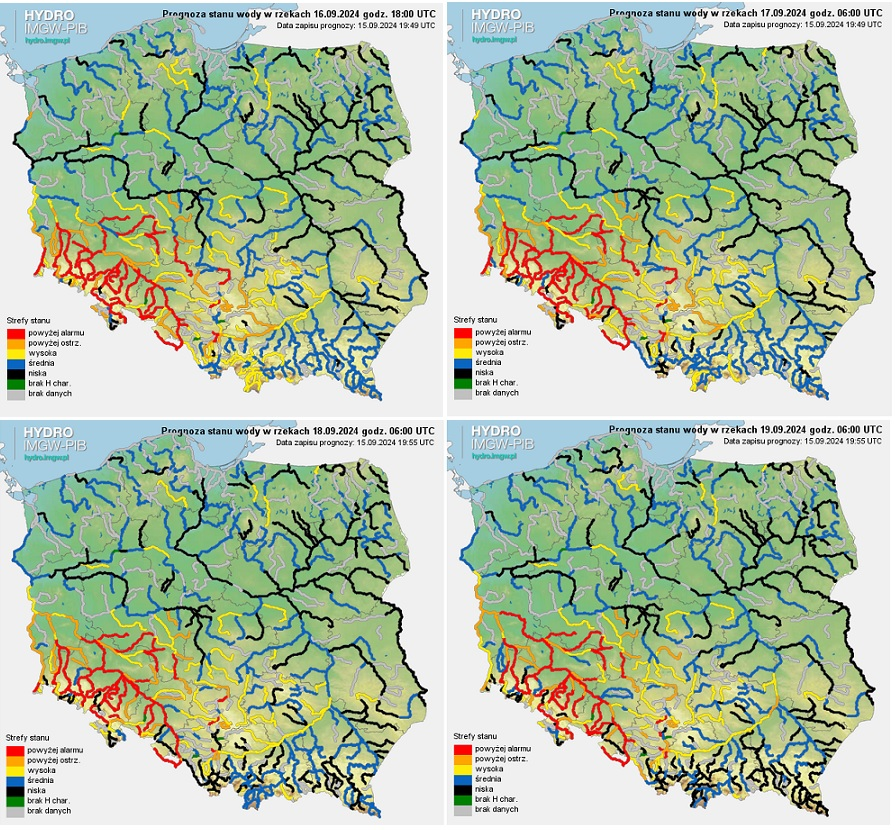 HYDRO
IMGW-PIB
hydro.imgw.pl
Prognoza stanu wody w rzekach 16.09.2024 godz. 18:00 UTC
Data zapisu prognozy: 15.09.2024 19:49 UTC
Strefy stanu
powyżej alarmu
powyżej ostrz.
wysoka
średnia
niska
brak H char.
brak danych
HYDRO
IMGW-PIB
hydro.imgw.pl
Prognoza stanu wody w rzekach 17.09.2024 godz. 06:00 UTC
Data zapisu prognozy: 15.09.2024 19:49 UTC
Strefy stanu
powyżej alarmu
powyżej ostrz.
wysoka
średnia
niska
brak H char.
brak danych
HYDRO
IMGW-PIB
hydro.imgw.pl
Prognoza stanu wody w rzekach 18.09.2024 godz. 06:00 UTC
Data zapisu prognozy: 15.09.2024 19:55 UTC
Strefy stanu
powyżej alarmu
powyżej ostrz.
wysoka
średnia
niska
brak H char.
brak danych
HYDRO
IMGW-PIB
hydro.imgw.pl
Prognoza stanu wody w rzekach 19.09.2024 godz. 06:00 UTC
Data zapisu prognozy: 15.09.2024 19:55 UTC
Strefy stanu
powyżej alarmu
powyżej ostrz.
wysoka
średnia
niska
brak H char.
brak danych